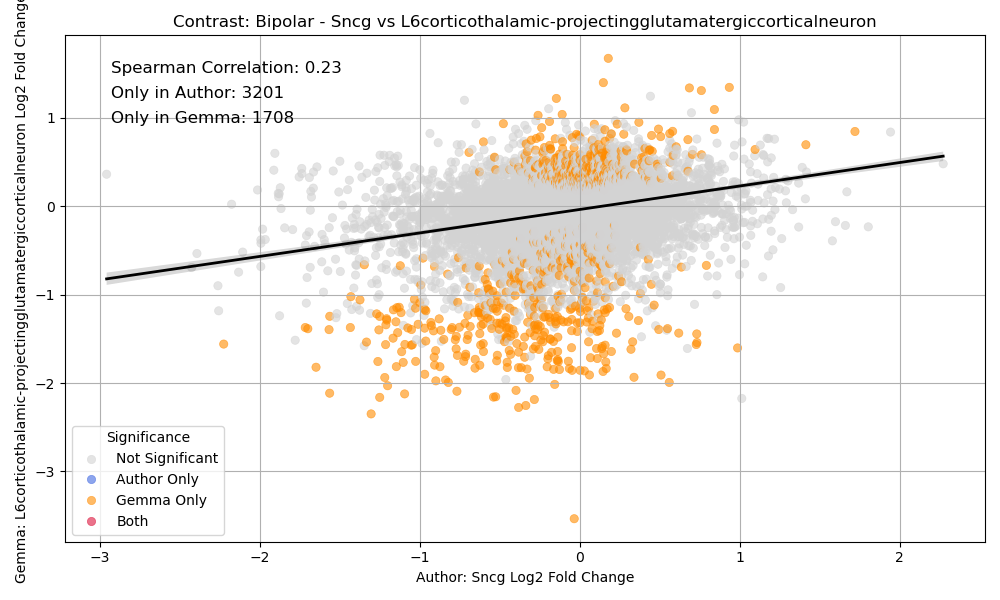 Contrast: Bipolar - Sncg vs L6corticothalamic-projectingglutamatergiccorticalneuron
Spearman Correlation: 0.23
Only in Author: 3201
Only in Gemma: 1708
Gemma: L6corticothalamic-projectingglutamatergiccorticalneuron Log2 Fold Change
1
0
−1
−2
−3
Significance
Not Significant
Author Only
Gemma Only
Both
−3 −2 −1 0 1 2
Author: Sncg Log2 Fold Change